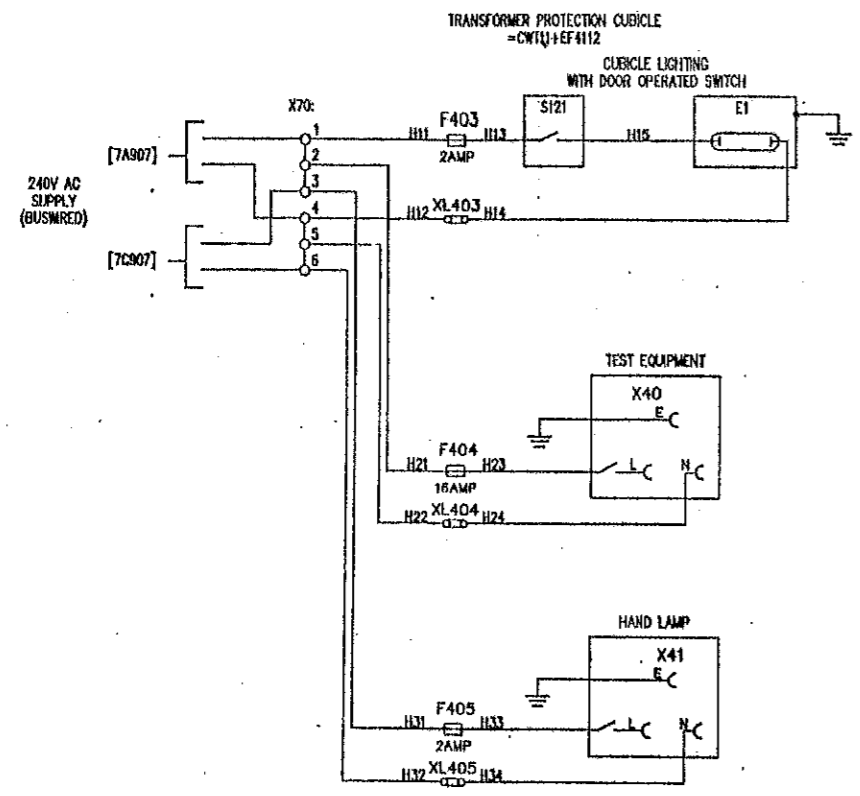 TRANSFORMER PROTECTION CUBICLE
CUBICLE LIGHTING
WITH DOOR OPERATED SWITCH
X70:
F403
S121
E1
1
H11
H13
H15
2AMP
[7A907]
2
3
240V AC
SUPPLY
(BUSWIRED)
4
H12
XL403
H14
5
[7C907]
6
TEST EQUIPMENT
X40
E
F404
H21
H23
L
N
16AMP
XL404
H22
H24
HAND LAMP
X41
E
F405
H31
H33
L
N
2AMP
XL405
H32
H34